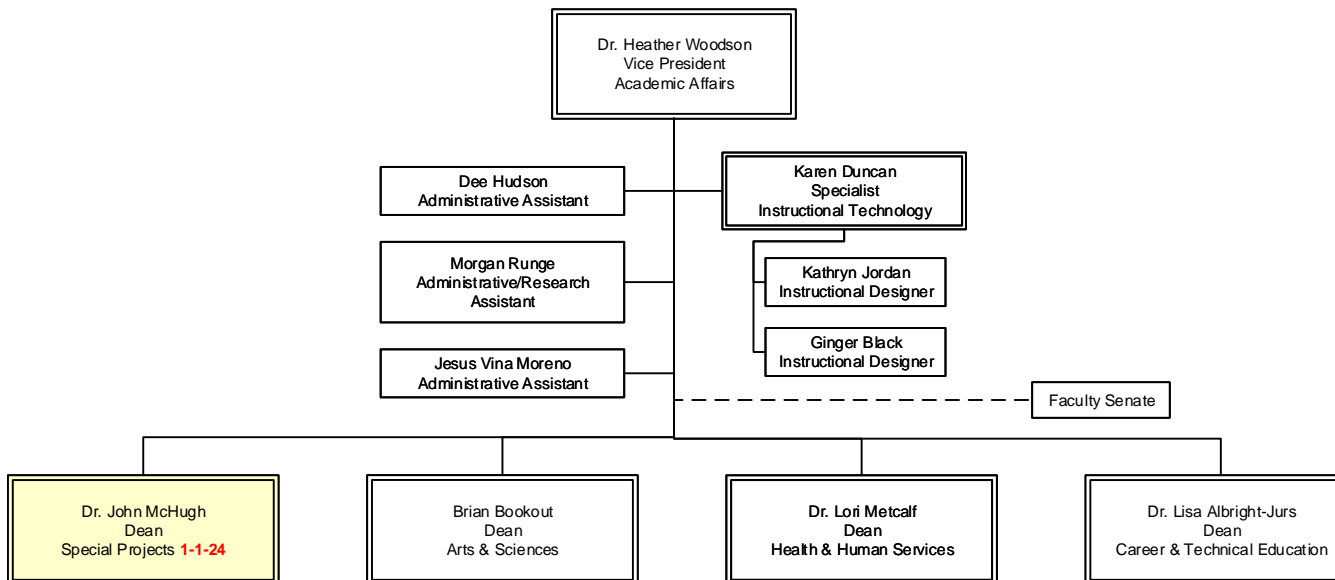 Dr. Heather Woodson
Vice President
Academic Affairs
Dee Hudson
Administrative Assistant
Karen Duncan
Specialist
Instructional Technology
Morgan Runge
Administrative/Research
Assistant
Kathryn Jordan
Instructional Designer
Ginger Black
Instructional Designer
Jesus Vina Moreno
Administrative Assistant
Faculty Senate
Dr. John McHugh
Dean
Special Projects 1-1-24
Brian Bookout
Dean
Arts & Sciences
Dr. Lori Metcalf
Dean
Health & Human Services
Dr. Lisa Albright-Jurs
Dean
Career & Technical Education